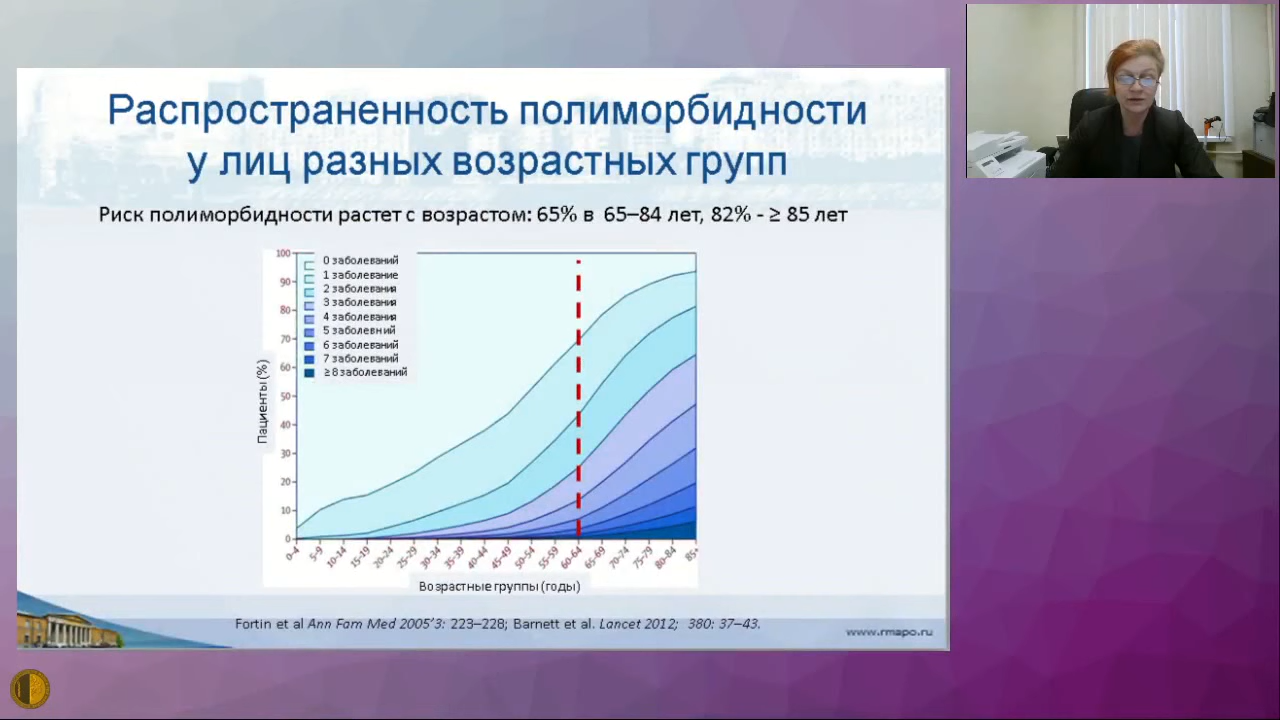 Распространенность полиморбидности
у лиц разных возрастных групп
Риск полиморбидности растет с возрастом: 65% в 65–84 лет, 82% - ≥ 85 лет
100
90
80
70
60
50
40
30
20
10
0
0 заболеваний
1 заболевание
2 заболевания
3 заболевания
4 заболевания
5 заболевний
6 заболеваний
7 заболеваний
≥ 8 заболеваний
Пациенты (%)
0-4
5-9
10-14
15-19
20-24
25-29
30-34
35-39
40-44
45-49
50-54
55-59
60-64
65-69
70-74
75-79
80-84
85+
Возрастные группы (годы)
Fortin et al Ann Fam Med 2005'3: 223–228; Barnett et al. Lancet 2012; 380: 37–43.
www.rmapo.ru